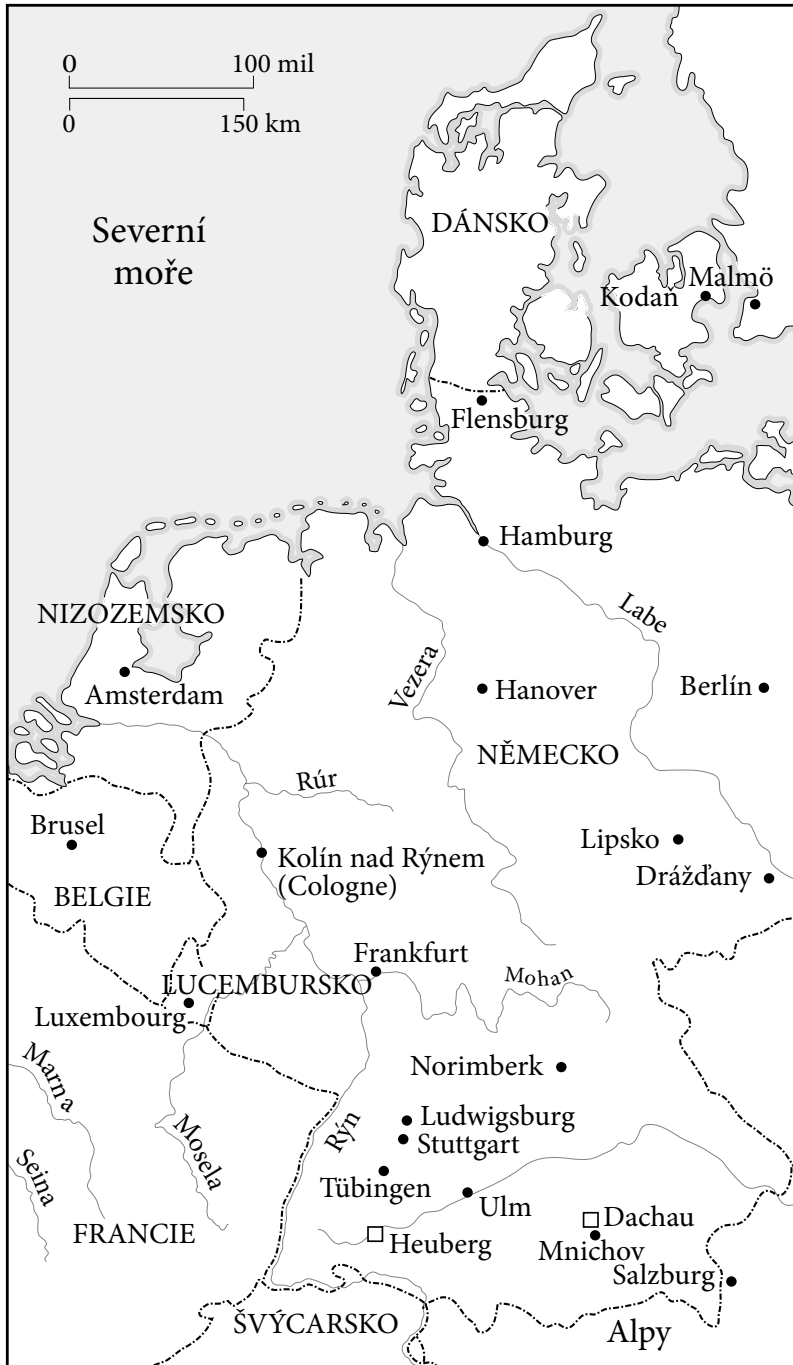 0 100 mil
0 150 km
Severní
moře
DÁNSKO
Kodaň
Malmö
Flensburg
Hamburg
NIZOZEMSKO
Labe
Vezera
Amsterdam
Hanover
Berlín
NĚMECKO
Rúr
Brusel
Lipsko
Kolín nad Rýnem
(Cologne)
Drážďany
BELGIE
Frankfurt
Mohan
LUCEMBURSKO
Luxembourg
Marna
Norimberk
Rýn
Ludwigsburg
Mosela
Stuttgart
Seina
Tübingen
Ulm
Dachau
FRANCIE
Heuberg
Mnichov
Salzburg
ŠVÝCARSKO
Alpy